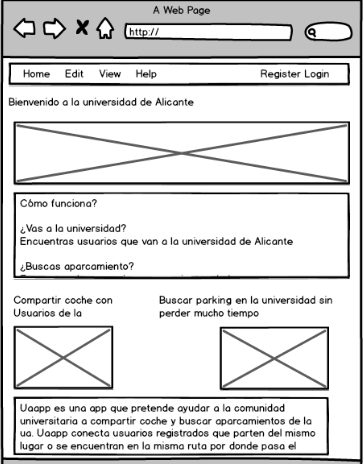 A Web Page
http://
Home Edit View Help Register Login
Bienvenido a la universidad de Alicante
Cómo funciona?
¿Vas a la universidad?
Encuentras usuarios que van a la universidad de Alicante
¿Buscas aparcamiento?
Compartir coche con
Usuarios de la
Buscar parking en la universidad sin
perder mucho tiempo
Uaapp es una app que pretende ayudar a la comunidad
universitaria a compartir coche y buscar aparcamientos de la
ua. Uaapp conecta usuarios registrados que parten del mismo
lugar o se encuentran en la misma ruta por donde pasa el